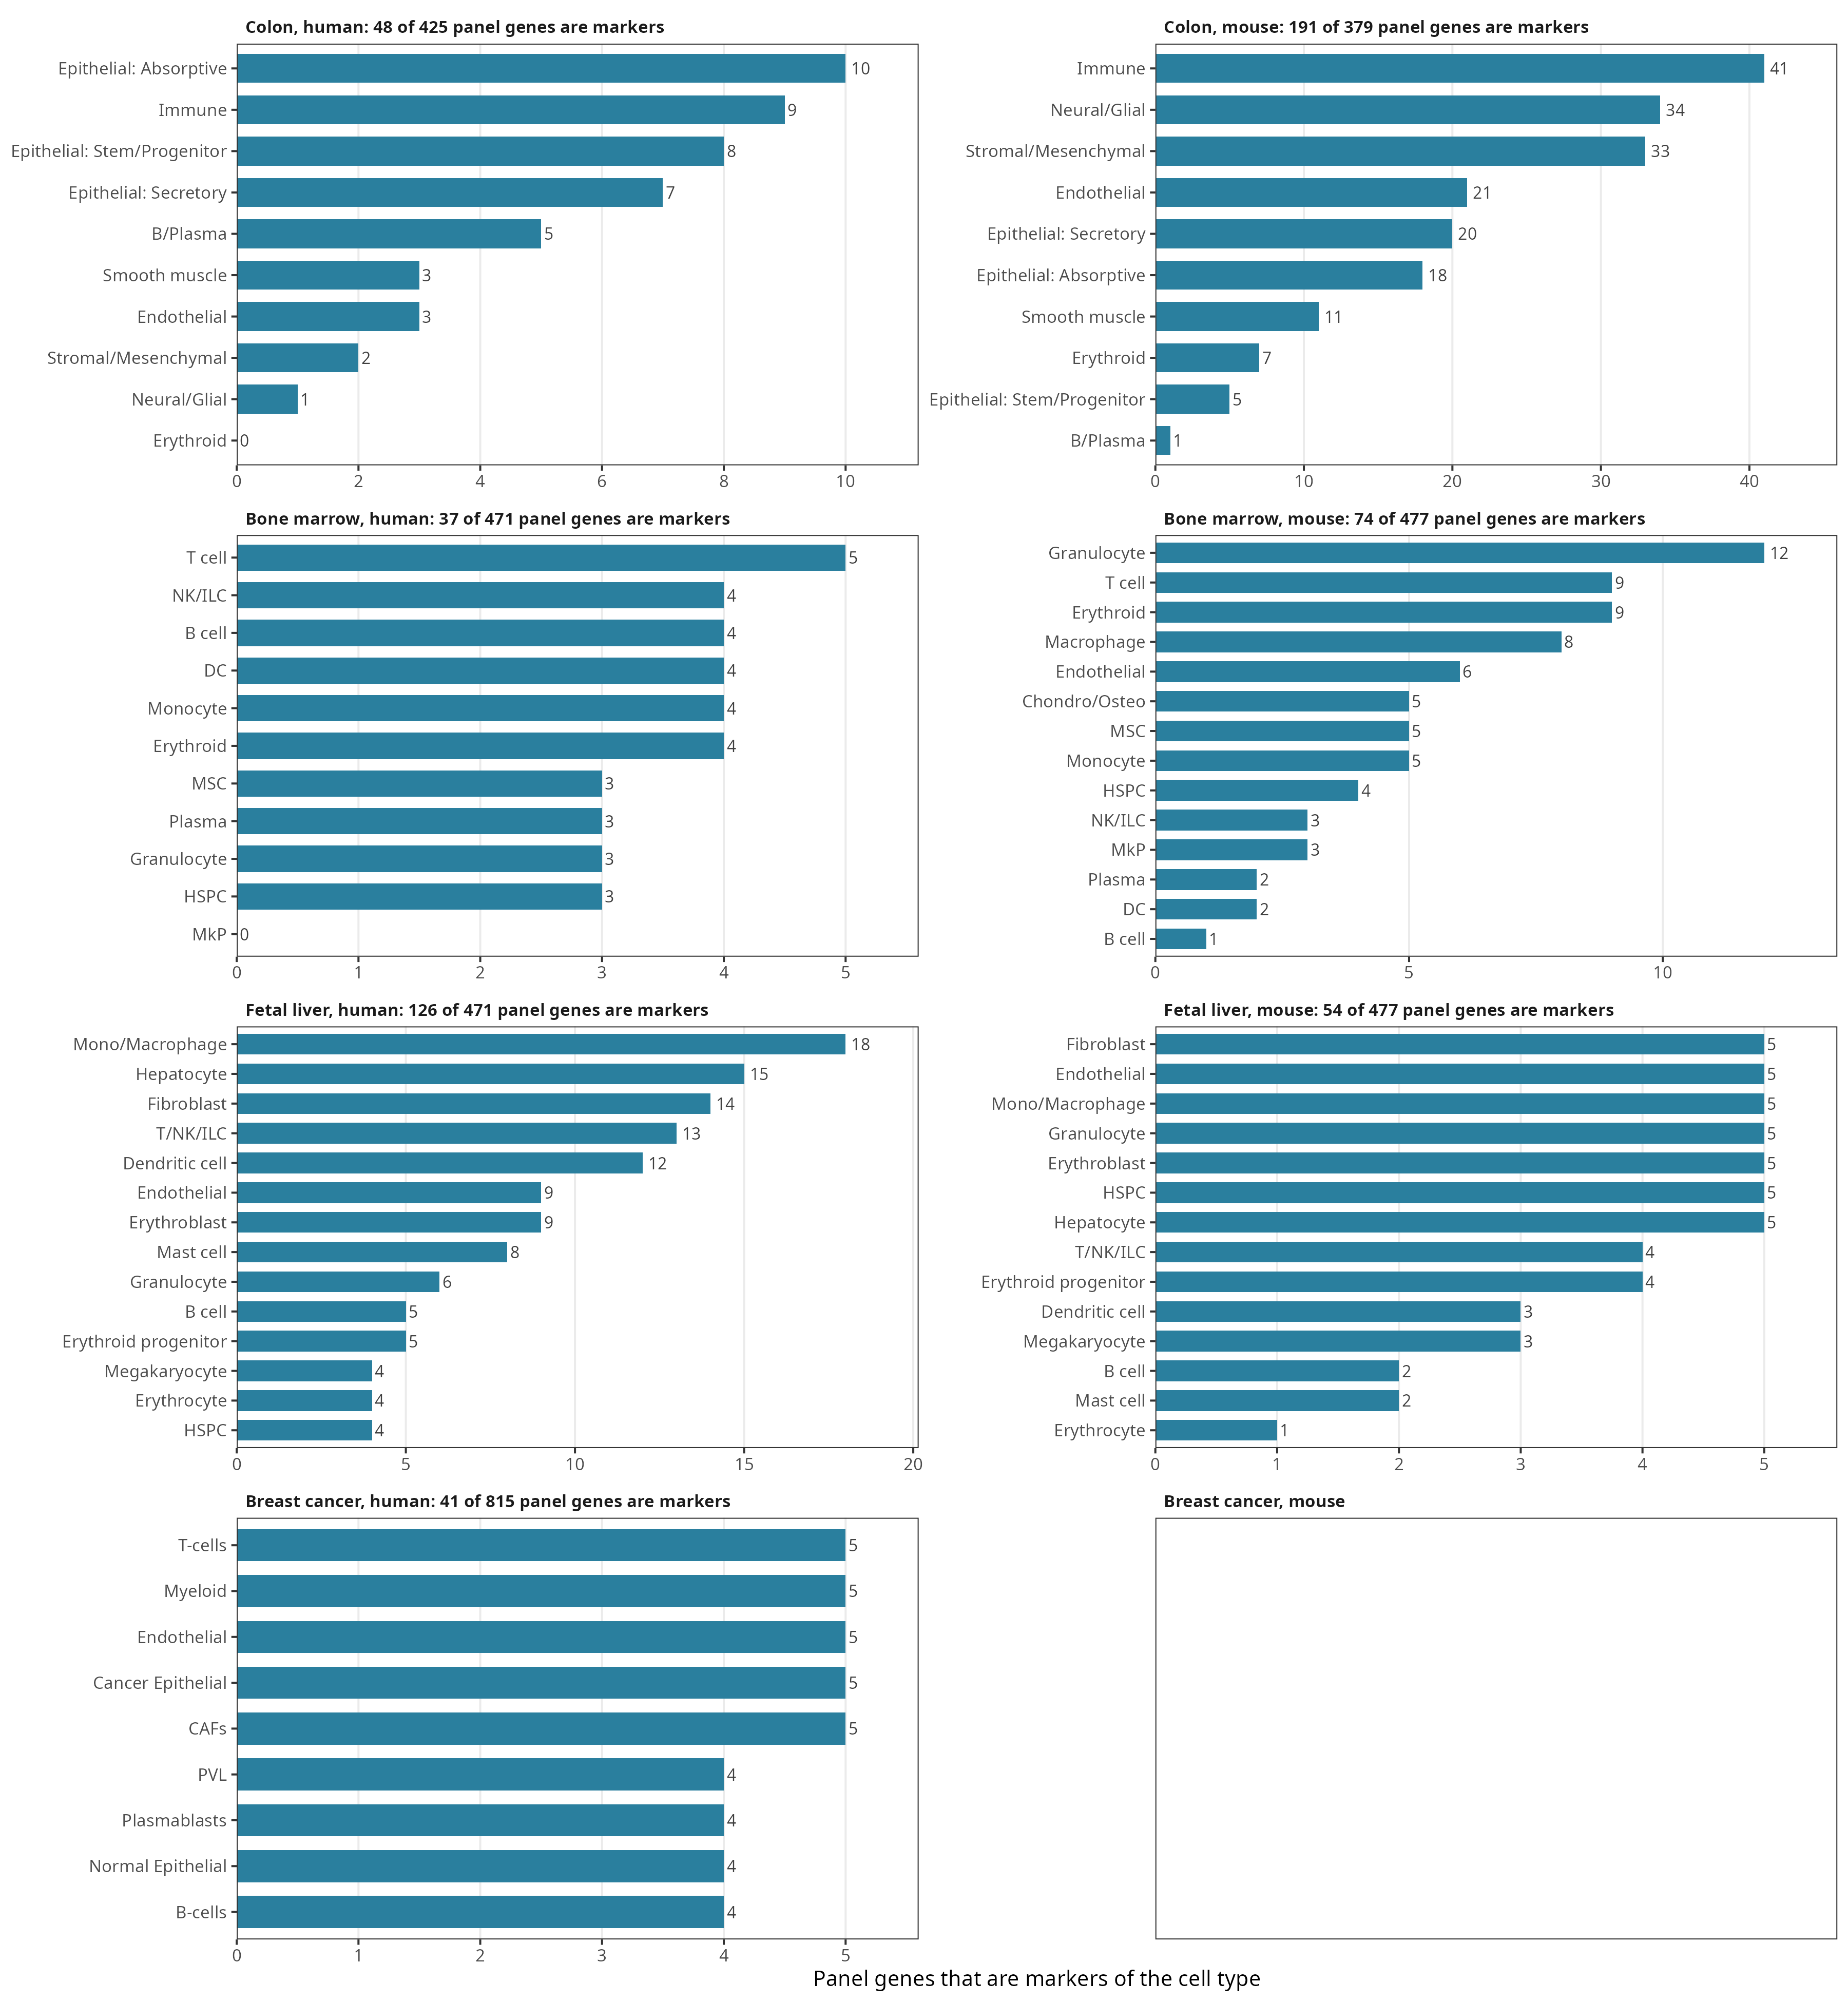 Colon, human: 48 of 425 panel genes are markers
Epithelial: Absorptive 10
Immune 9
Epithelial: Stem/Progenitor 8
Epithelial: Secretory 7
B/Plasma 5
Smooth muscle 3
Endothelial 3
Stromal/Mesenchymal 2
Neural/Glial 1
Erythroid 0
0 2 4 6 8 10
Colon, mouse: 191 of 379 panel genes are markers
Immune 41
Neural/Glial 34
Stromal/Mesenchymal 33
Endothelial 21
Epithelial: Secretory 20
Epithelial: Absorptive 18
Smooth muscle 11
Erythroid 7
Epithelial: Stem/Progenitor 5
B/Plasma 1
0 10 20 30 40
Bone marrow, human: 37 of 471 panel genes are markers
T cell 5
NK/ILC 4
B cell 4
DC 4
Monocyte 4
Erythroid 4
MSC 3
Plasma 3
Granulocyte 3
HSPC 3
MkP 0
0 1 2 3 4 5
Bone marrow, mouse: 74 of 477 panel genes are markers
Granulocyte 12
T cell 9
Erythroid 9
Macrophage 8
Endothelial 6
Chondro/Osteo 5
MSC 5
Monocyte 5
HSPC 4
NK/ILC 3
MkP 3
Plasma 2
DC 2
B cell 1
0 5 10
Fetal liver, human: 126 of 471 panel genes are markers
Mono/Macrophage 18
Hepatocyte 15
Fibroblast 14
T/NK/ILC 13
Dendritic cell 12
Endothelial 9
Erythroblast 9
Mast cell 8
Granulocyte 6
B cell 5
Erythroid progenitor 5
Megakaryocyte 4
Erythrocyte 4
HSPC 4
0 5 10 15 20
Fetal liver, mouse: 54 of 477 panel genes are markers
Fibroblast 5
Endothelial 5
Mono/Macrophage 5
Granulocyte 5
Erythroblast 5
HSPC 5
Hepatocyte 5
T/NK/ILC 4
Erythroid progenitor 4
Dendritic cell 3
Megakaryocyte 3
B cell 2
Mast cell 2
Erythrocyte 1
0 1 2 3 4 5
Breast cancer, human: 41 of 815 panel genes are markers
T-cells 5
Myeloid 5
Endothelial 5
Cancer Epithelial 5
CAFs 5
PVL 4
Plasmablasts 4
Normal Epithelial 4
B-cells 4
0 1 2 3 4 5
Breast cancer, mouse
Panel genes that are markers of the cell type